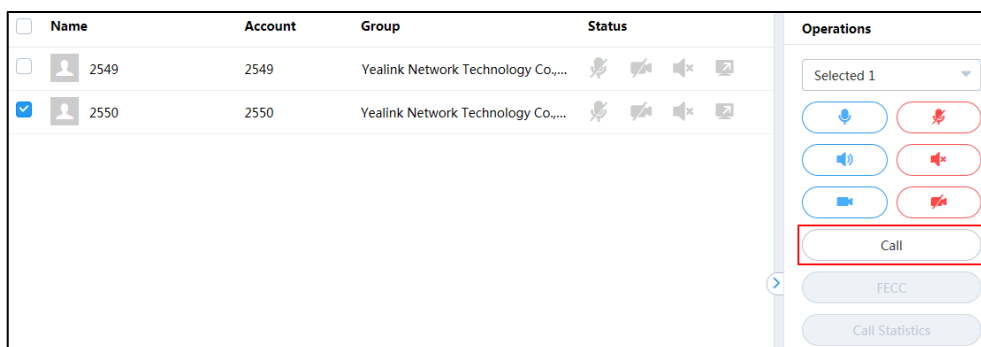 Name Account Group Status Operations
2549 2549 Yealink Network Technology Co.,...
Selected 1
2550 2550 Yealink Network Technology Co.,...
Call
FECC
Call Statistics